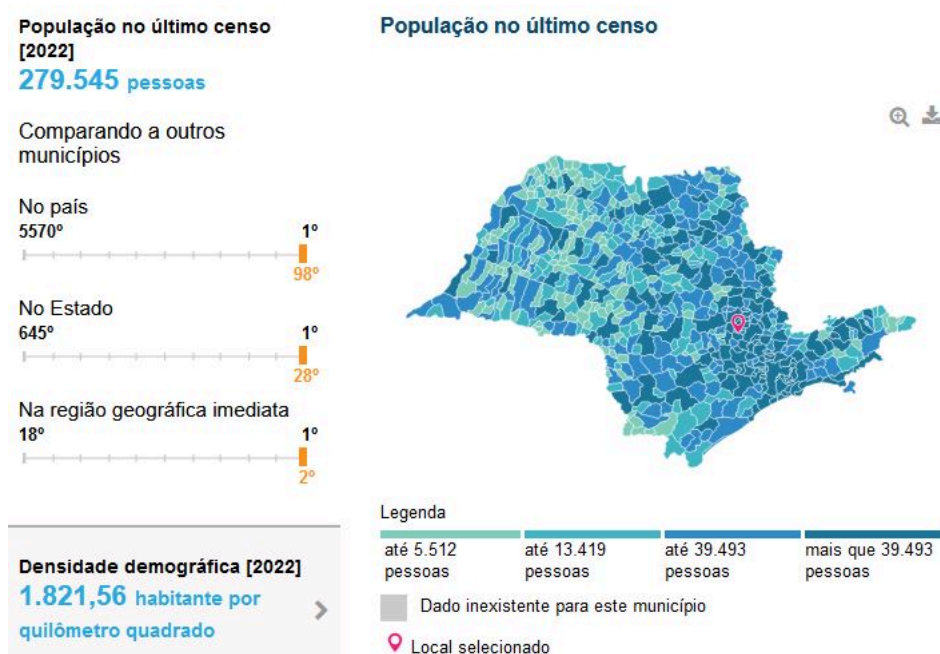 População no último censo
[2022]
279.545 pessoas
Comparando a outros
municípios
No país
5570º 1º
98º
No Estado
645º 1º
28º
Na região geográfica imediata
18º 1º
2º
Densidade demográfica [2022]
1.821,56 habitante por
quilômetro quadrado
População no último censo
Legenda
até 5.512
pessoas
até 13.419
pessoas
até 39.493
pessoas
mais que 39.493
pessoas
Dado inexistente para este município
Local selecionado